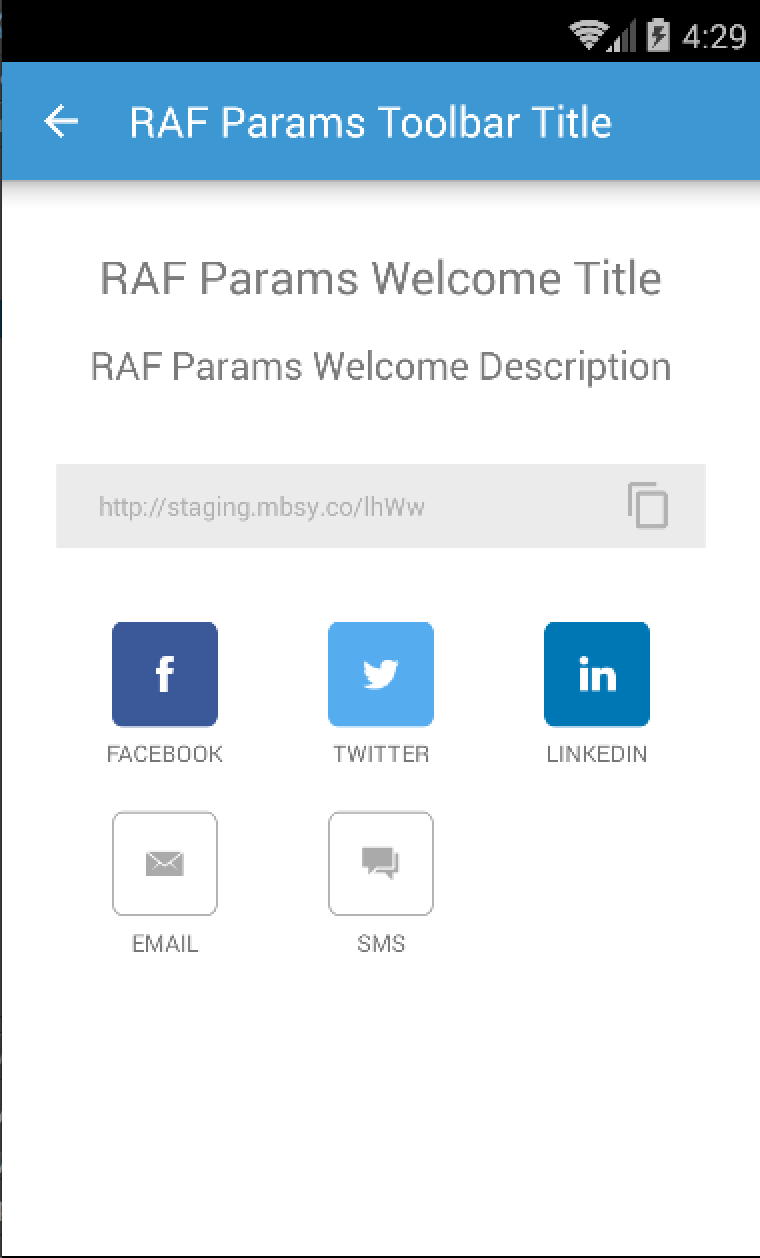 4:29
RAF Params Toolbar Title
RAF Params Welcome Title
RAF Params Welcome Description
http://staging.mbsy.co/lhWw
FACEBOOK TWITTER LINKEDIN
EMAIL SMS